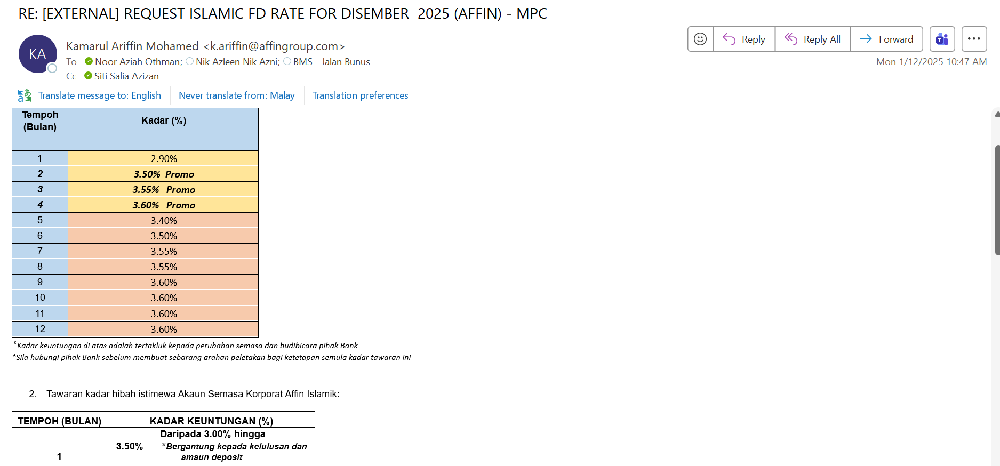 RE: [EXTERNAL] REQUEST ISLAMIC FD RATE FOR DISEMBER  2025 (AFFIN) - MPC
KA
Kamarul Ariffin Mohamed <k.ariffin@affingroup.com>
To Noor Aziah Othman; Nik Azleen Nik Azni; BMS - Jalan Bunus
Cc Siti Salia Azizan
Reply Reply All Forward
Mon 1/12/2025 10:47 AM
Translate message to: English Never translate from: Malay Translation preferences
Tempoh
(Bulan)
Kadar (%)
1 2.90%
2 3.50% Promo
3 3.55% Promo
4 3.60% Promo
5 3.40%
6 3.50%
7 3.55%
8 3.55%
9 3.60%
10 3.60%
11 3.60%
12 3.60%
*Kadar keuntungan di atas adalah tertakluk kepada perubahan semasa dan budibicara pihak Bank
*Sila hubungi pihak Bank sebelum membuat sebarang arahan peletakan bagi ketetapan semula kadar tawaran ini
2. Tawaran kadar hibah istimewa Akaun Semasa Korporat Affin Islamik:
TEMPOH (BULAN) KADAR KEUNTUNGAN (%)
Daripada 3.00% hingga
3.50% *Bergantung kepada kelulusan dan
amaun deposit
1